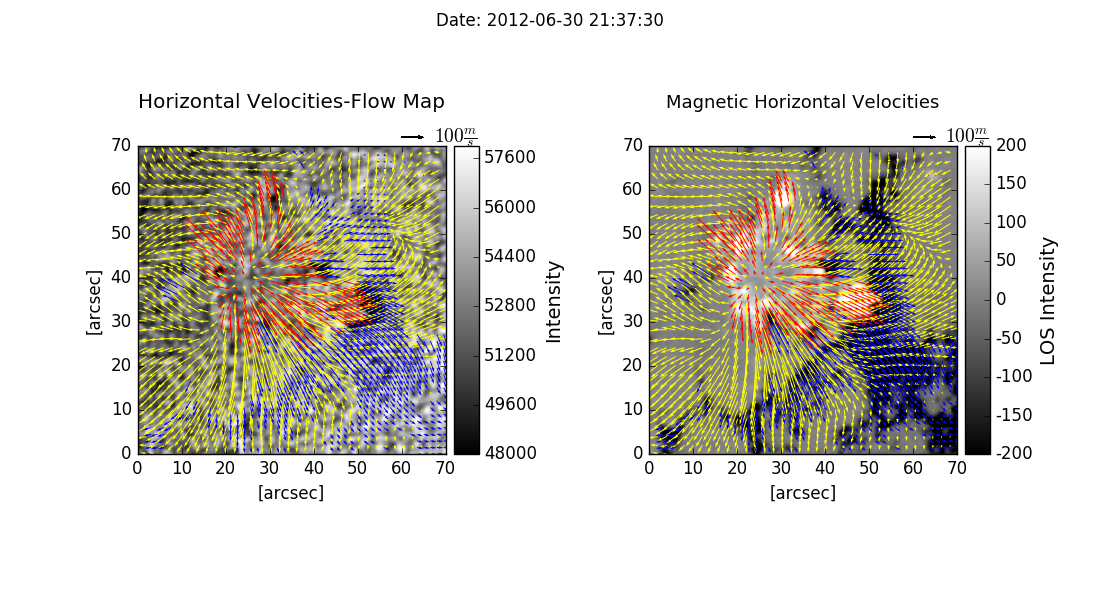 Date: 2012-06-30 21:37:30
Horizontal Velocities-Flow Map
100 m/s
70
60
50
40
30
20
10
0
[arcsec]
0 10 20 30 40 50 60 70
[arcsec]
57600
56000
54400
52800
51200
49600
48000
Intensity
Magnetic Horizontal Velocities
100 m/s
70
60
50
40
30
20
10
0
[arcsec]
0 10 20 30 40 50 60 70
[arcsec]
200
150
100
50
0
-50
-100
-150
-200
LOS Intensity